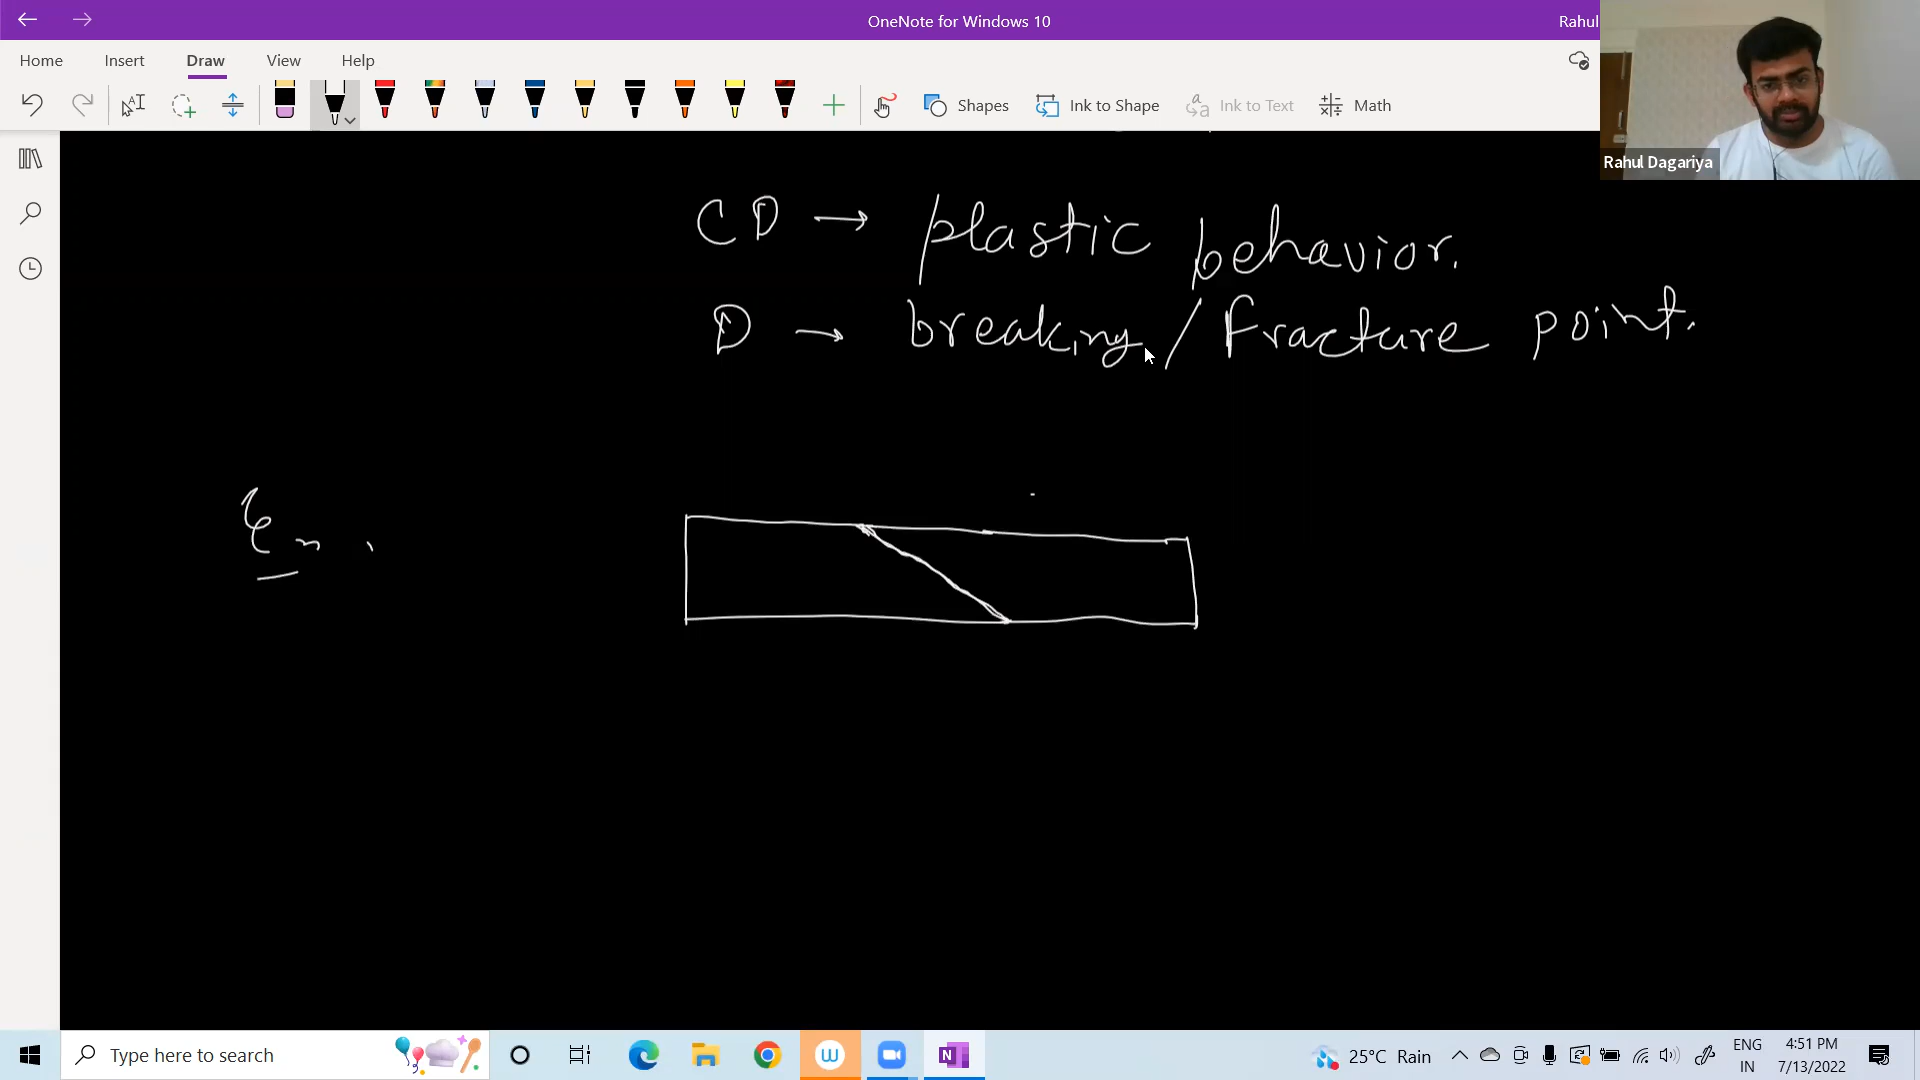 OneNote for Windows 10
Rahul
Home Insert Draw View Help
Shapes Ink to Shape Ink to Text Math
Rahul Dagariya
CD → plastic behavior.
D → breaking / fracture point.
Type here to search
25°C Rain
ENG
IN
4:51 PM
7/13/2022